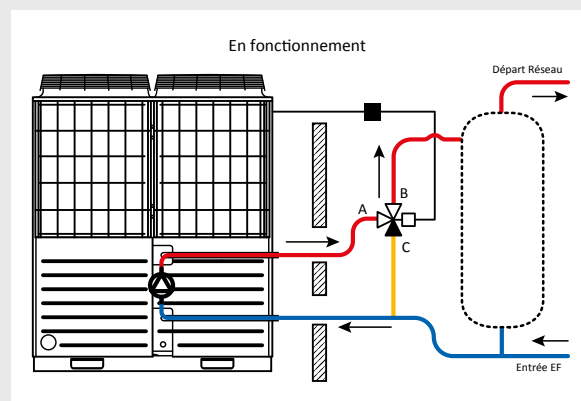 En fonctionnement
Départ Réseau
B
A
C
Entrée EF